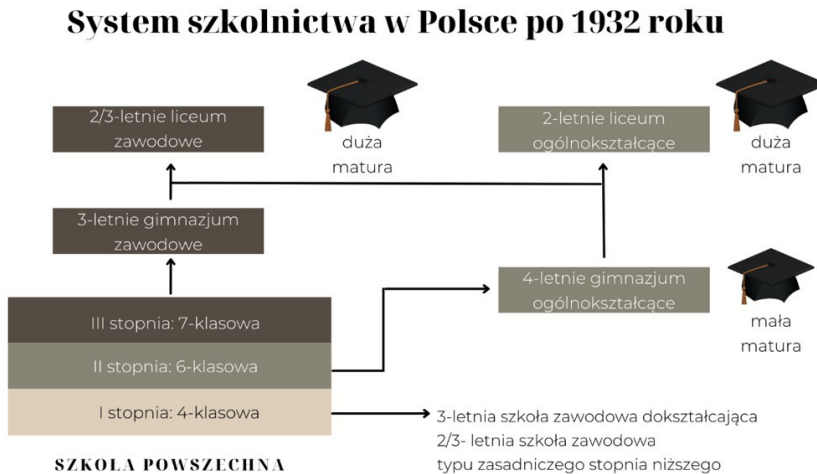 System szkolnictwa w Polsce po 1932 roku
2/3-letnie liceum
zawodowe
duża
matura
2-letnie liceum
ogólnokształcące
duża
matura
3-letnie gimnazjum
zawodowe
4-letnie gimnazjum
ogólnokształcące
mała
matura
III stopnia: 7-klasowa
II stopnia: 6-klasowa
I stopnia: 4-klasowa
3-letnia szkoła zawodowa dokształcająca
2/3- letnia szkoła zawodowa
typu zasadniczego stopnia niższego
SZKOŁA POWSZECHNA